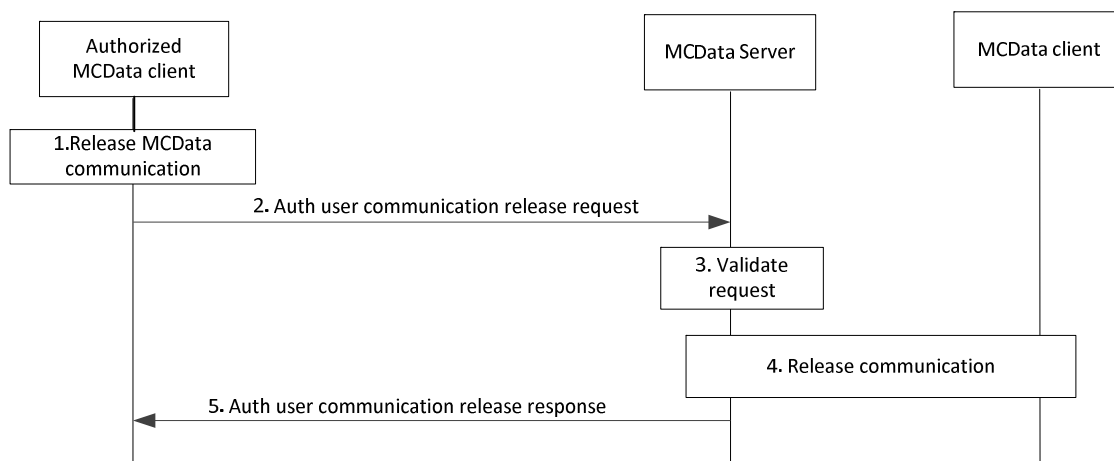 Authorized
MCData client
MCData Server
MCData client
1.Release MCData
communication
2. Auth user communication release request
3. Validate
request
4. Release communication
5. Auth user communication release response